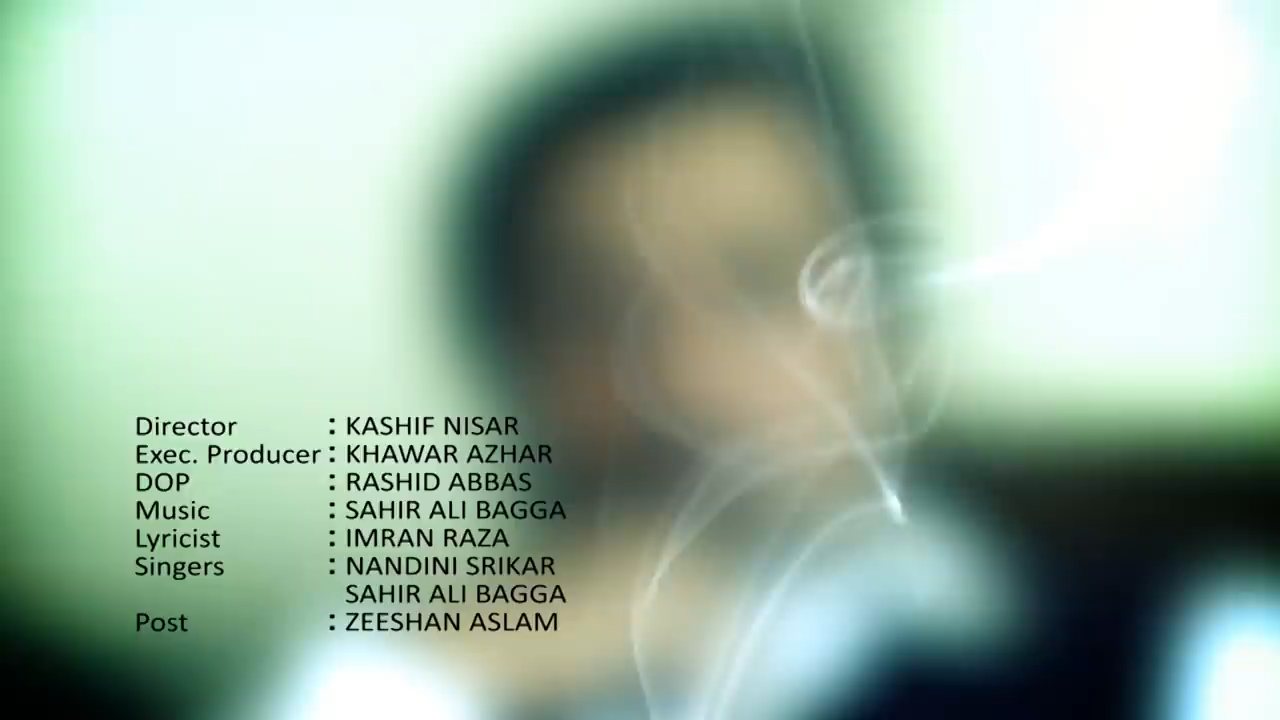 Director : KASHIF NISAR
Exec. Producer : KHAWAR AZHAR
DOP : RASHID ABBAS
Music : SAHIR ALI BAGGA
Lyricist : IMRAN RAZA
Singers : NANDINI SRIKAR
SAHIR ALI BAGGA
Post : ZEESHAN ASLAM